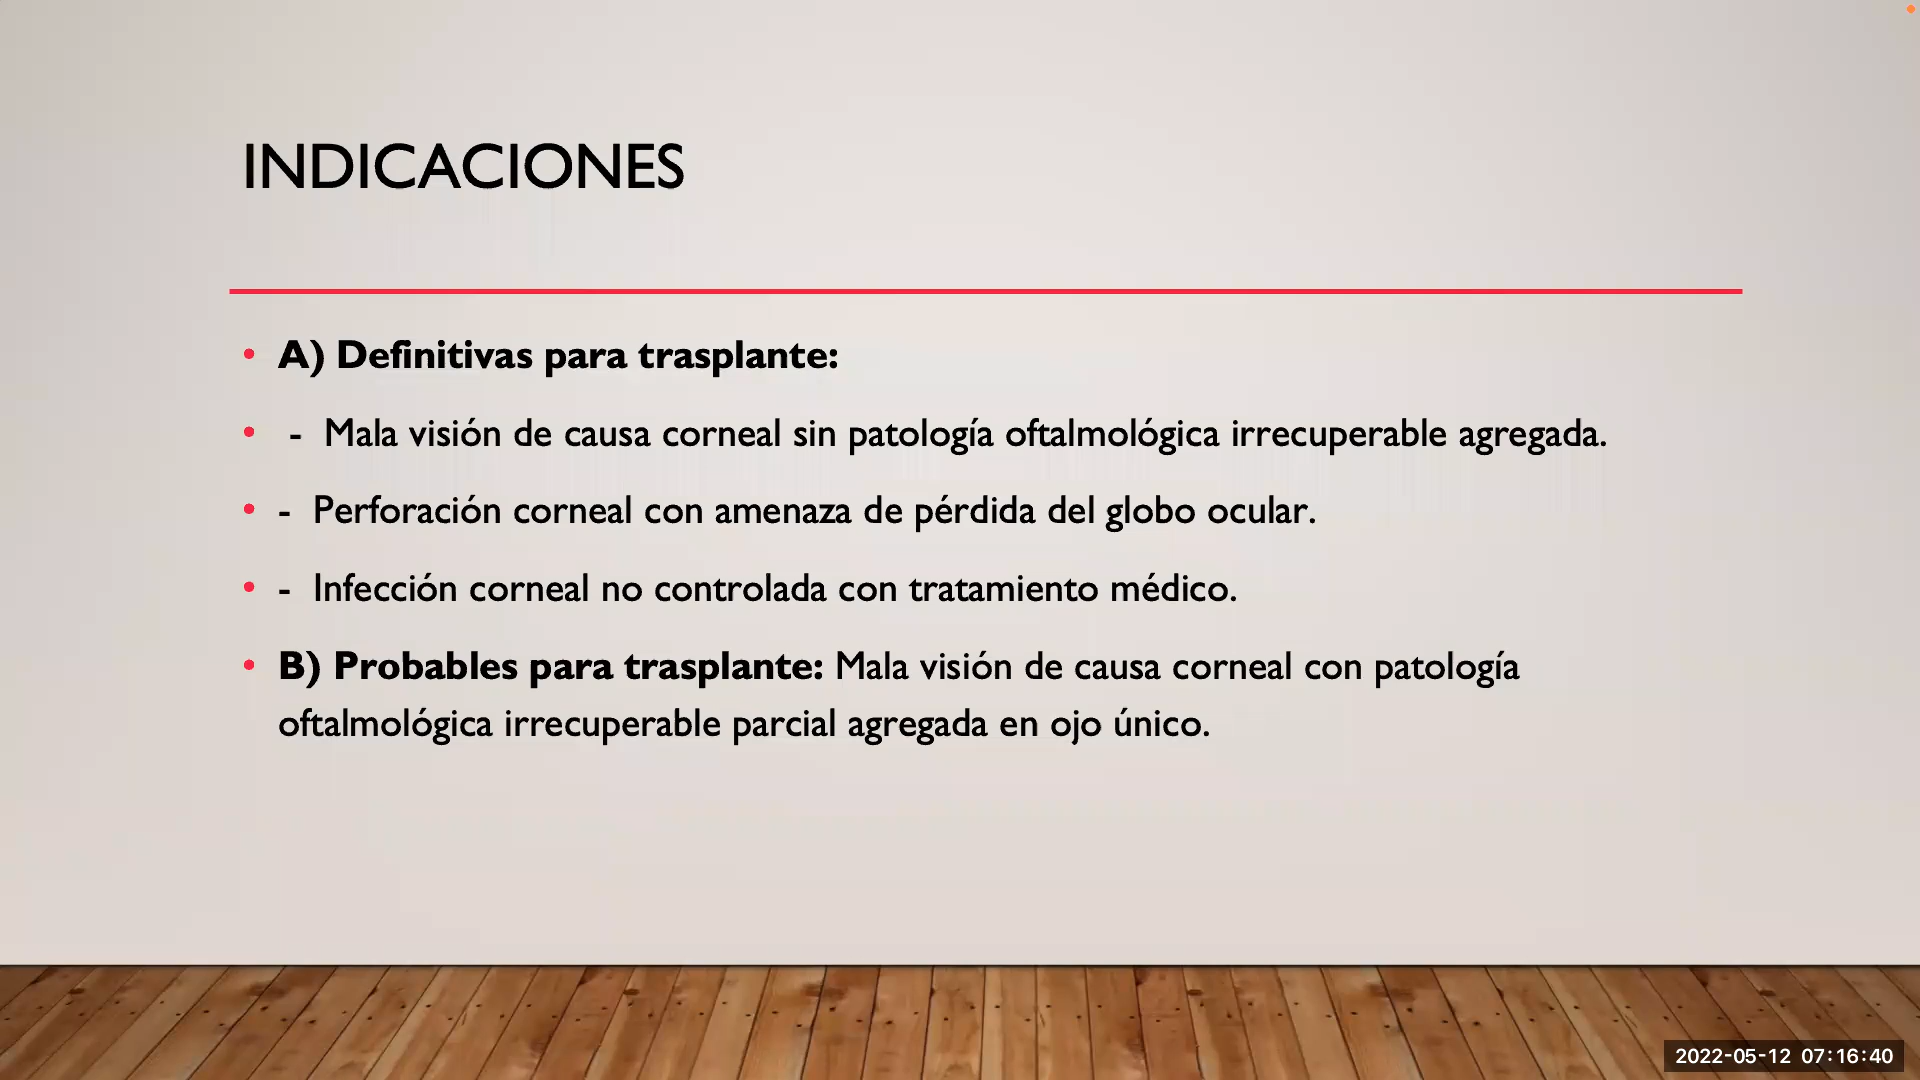 INDICACIONES
• A) Definitivas para trasplante:
• - Mala visión de causa corneal sin patología oftalmológica irrecuperable agregada.
• - Perforación corneal con amenaza de pérdida del globo ocular.
• - Infección corneal no controlada con tratamiento médico.
• B) Probables para trasplante: Mala visión de causa corneal con patología
oftalmológica irrecuperable parcial agregada en ojo único.
2022-05-12 07:16:40